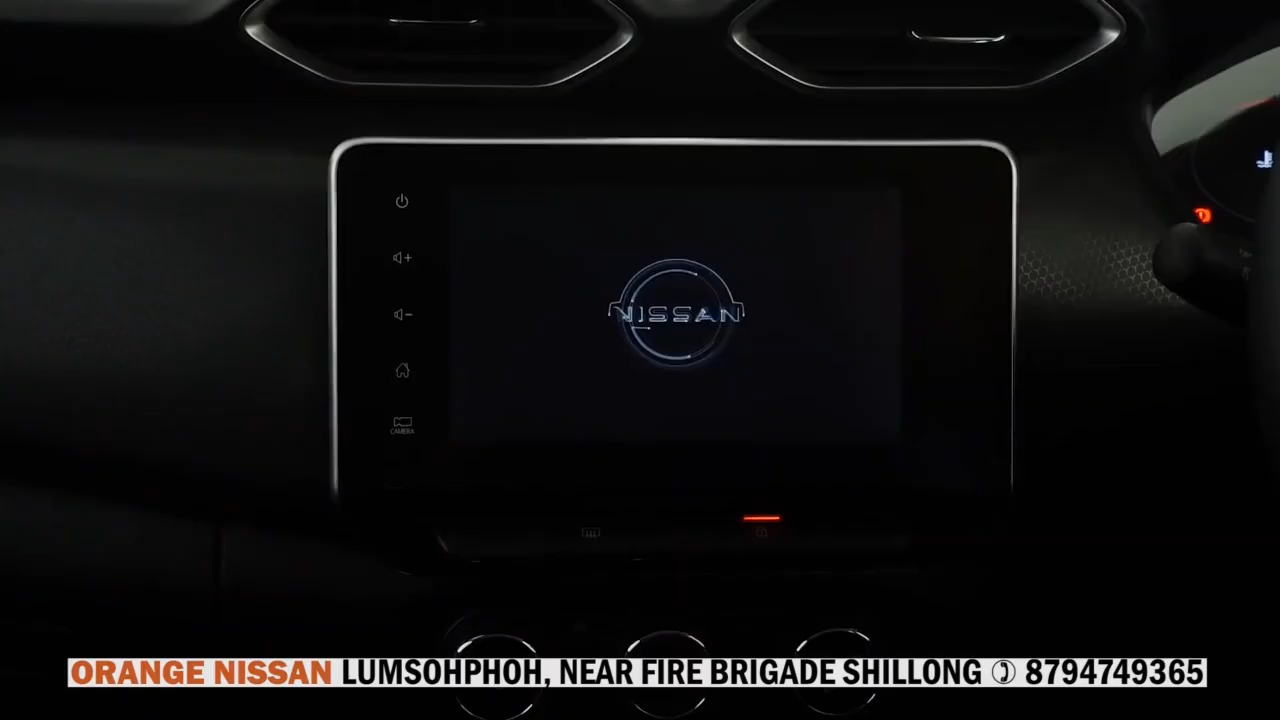 NISSAN
CAMERA
ORANGE NISSAN LUMSOHPHOH, NEAR FIRE BRIGADE SHILLONG ✆ 8794749365